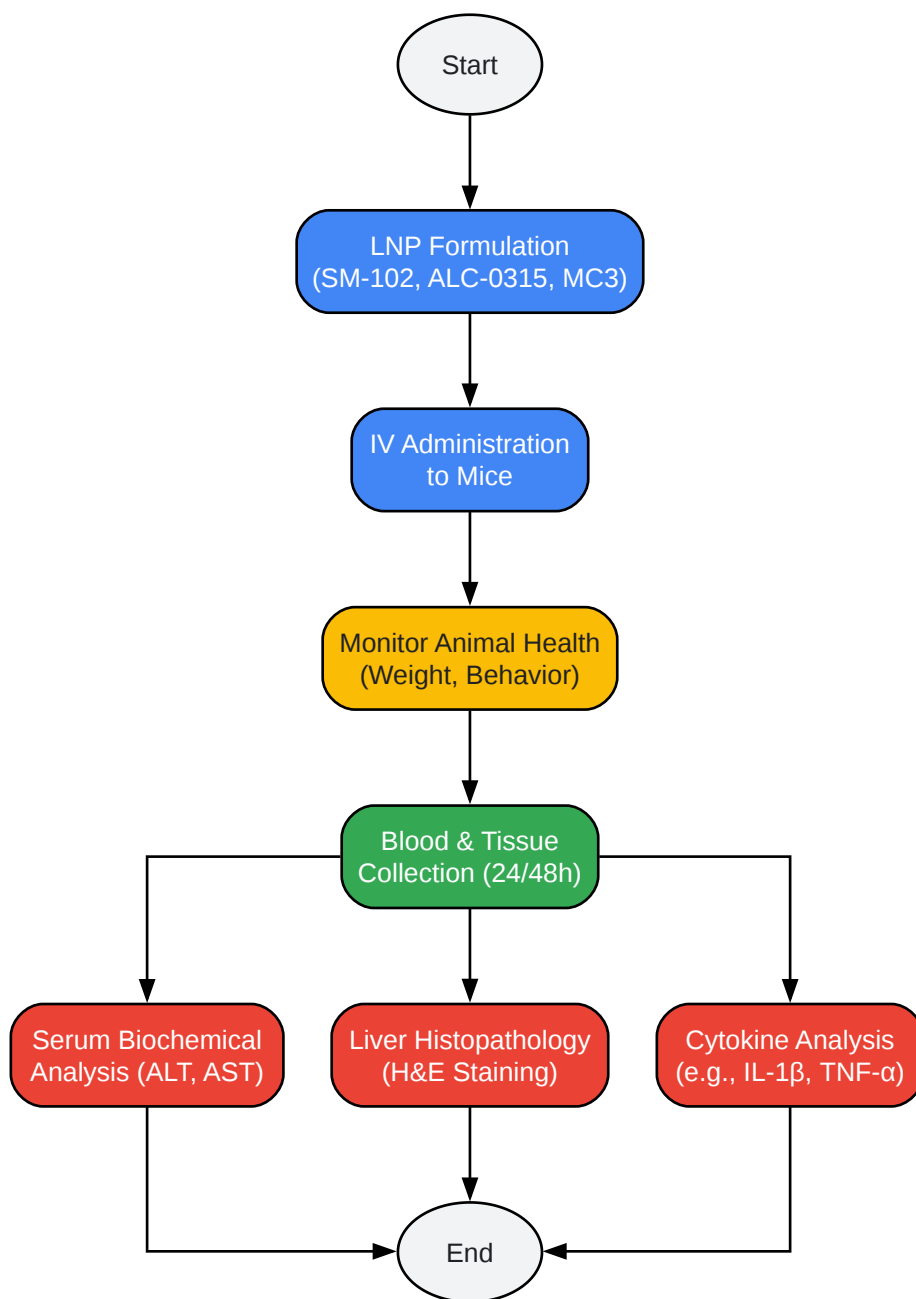 Start
LNP Formulation
(SM-102, ALC-0315, MC3)
IV Administration
to Mice
Monitor Animal Health
(Weight, Behavior)
Blood & Tissue
Collection (24/48h)
Serum Biochemical
Analysis (ALT, AST)
Liver Histopathology
(H&E Staining)
Cytokine Analysis
(e.g., IL-1β, TNF-α)
End